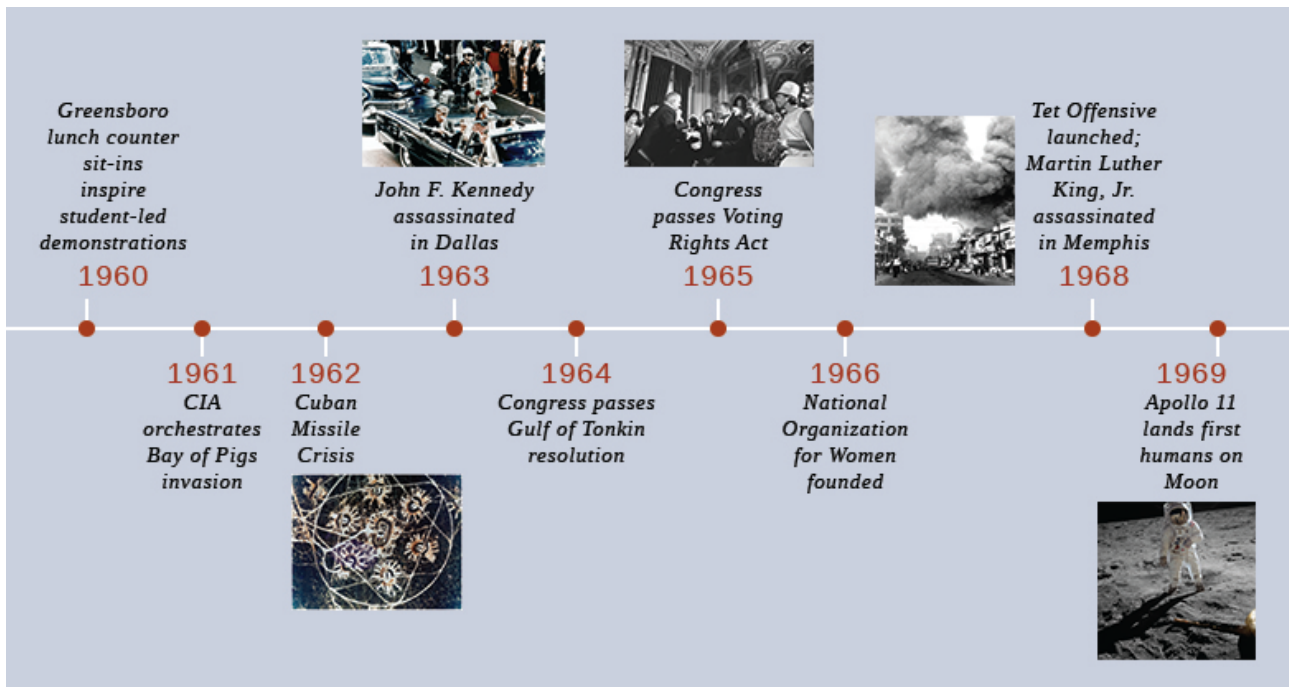 Greensboro
lunch counter
sit-ins
inspire
student-led
demonstrations
1960
1961
CIA
orchestrates
Bay of Pigs
invasion
1962
Cuban
Missile
Crisis
John F. Kennedy
assassinated
in Dallas
1963
1964
Congress passes
Gulf of Tonkin
resolution
Congress
passes Voting
Rights Act
1965
1966
National
Organization
for Women
founded
Tet Offensive
launched;
Martin Luther
King, Jr.
assassinated
in Memphis
1968
1969
Apollo 11
lands first
humans on
Moon